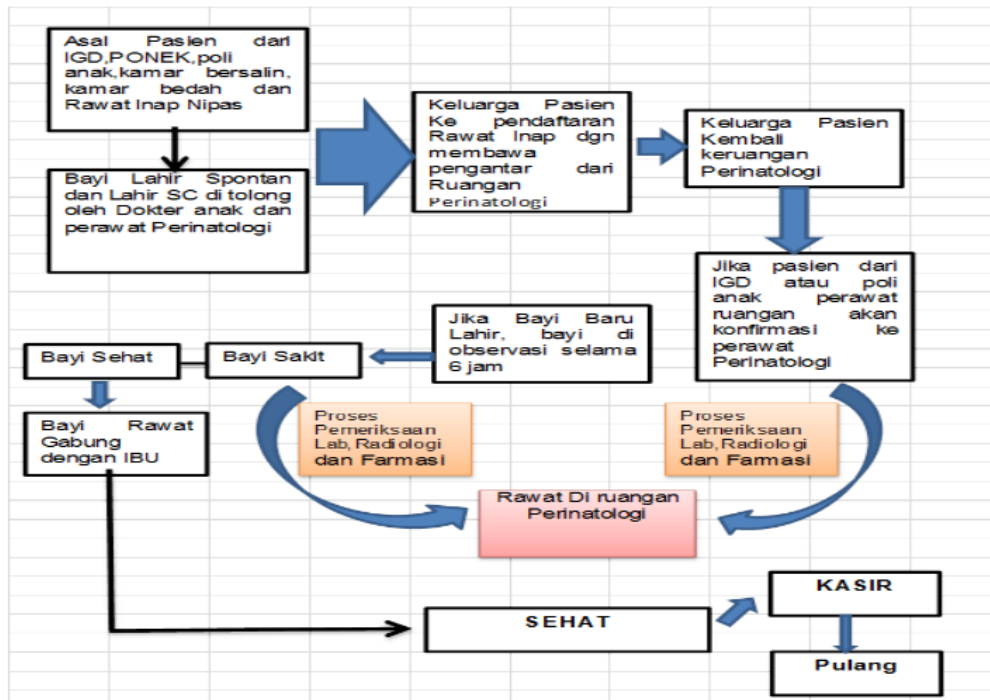 Asal Pasien dari
IGD,PONEK,poli
anak,kamar bersalin,
kamar bedah dan
Rawat Inap Nipas
Bayi Lahir Spontan
dan Lahir SC di tolong
oleh Dokter anak dan
perawat Perinatologi
Keluarga Pasien
Ke pendaftaran
Rawat Inap dgn
membawa
pengantar dari
Ruangan
Perinatologi
Keluarga Pasien
Kembali
keruangan
Perinatologi
Jika pasien dari
IGD atau poli
anak perawat
ruangan akan
konfirmasi ke
perawat
Perinatologi
Jika Bayi Baru
Lahir, bayi di
observasi selama
6 jam
Bayi Sakit
Bayi Sehat
Bayi Rawat
Gabung
dengan IBU
Proses
Pemeriksaan
Lab,Radiologi
dan Farmasi
Proses
Pemeriksaan
Lab,Radiologi
dan Farmasi
Rawat Di ruangan
Perinatologi
SEHAT
KASIR
Pulang